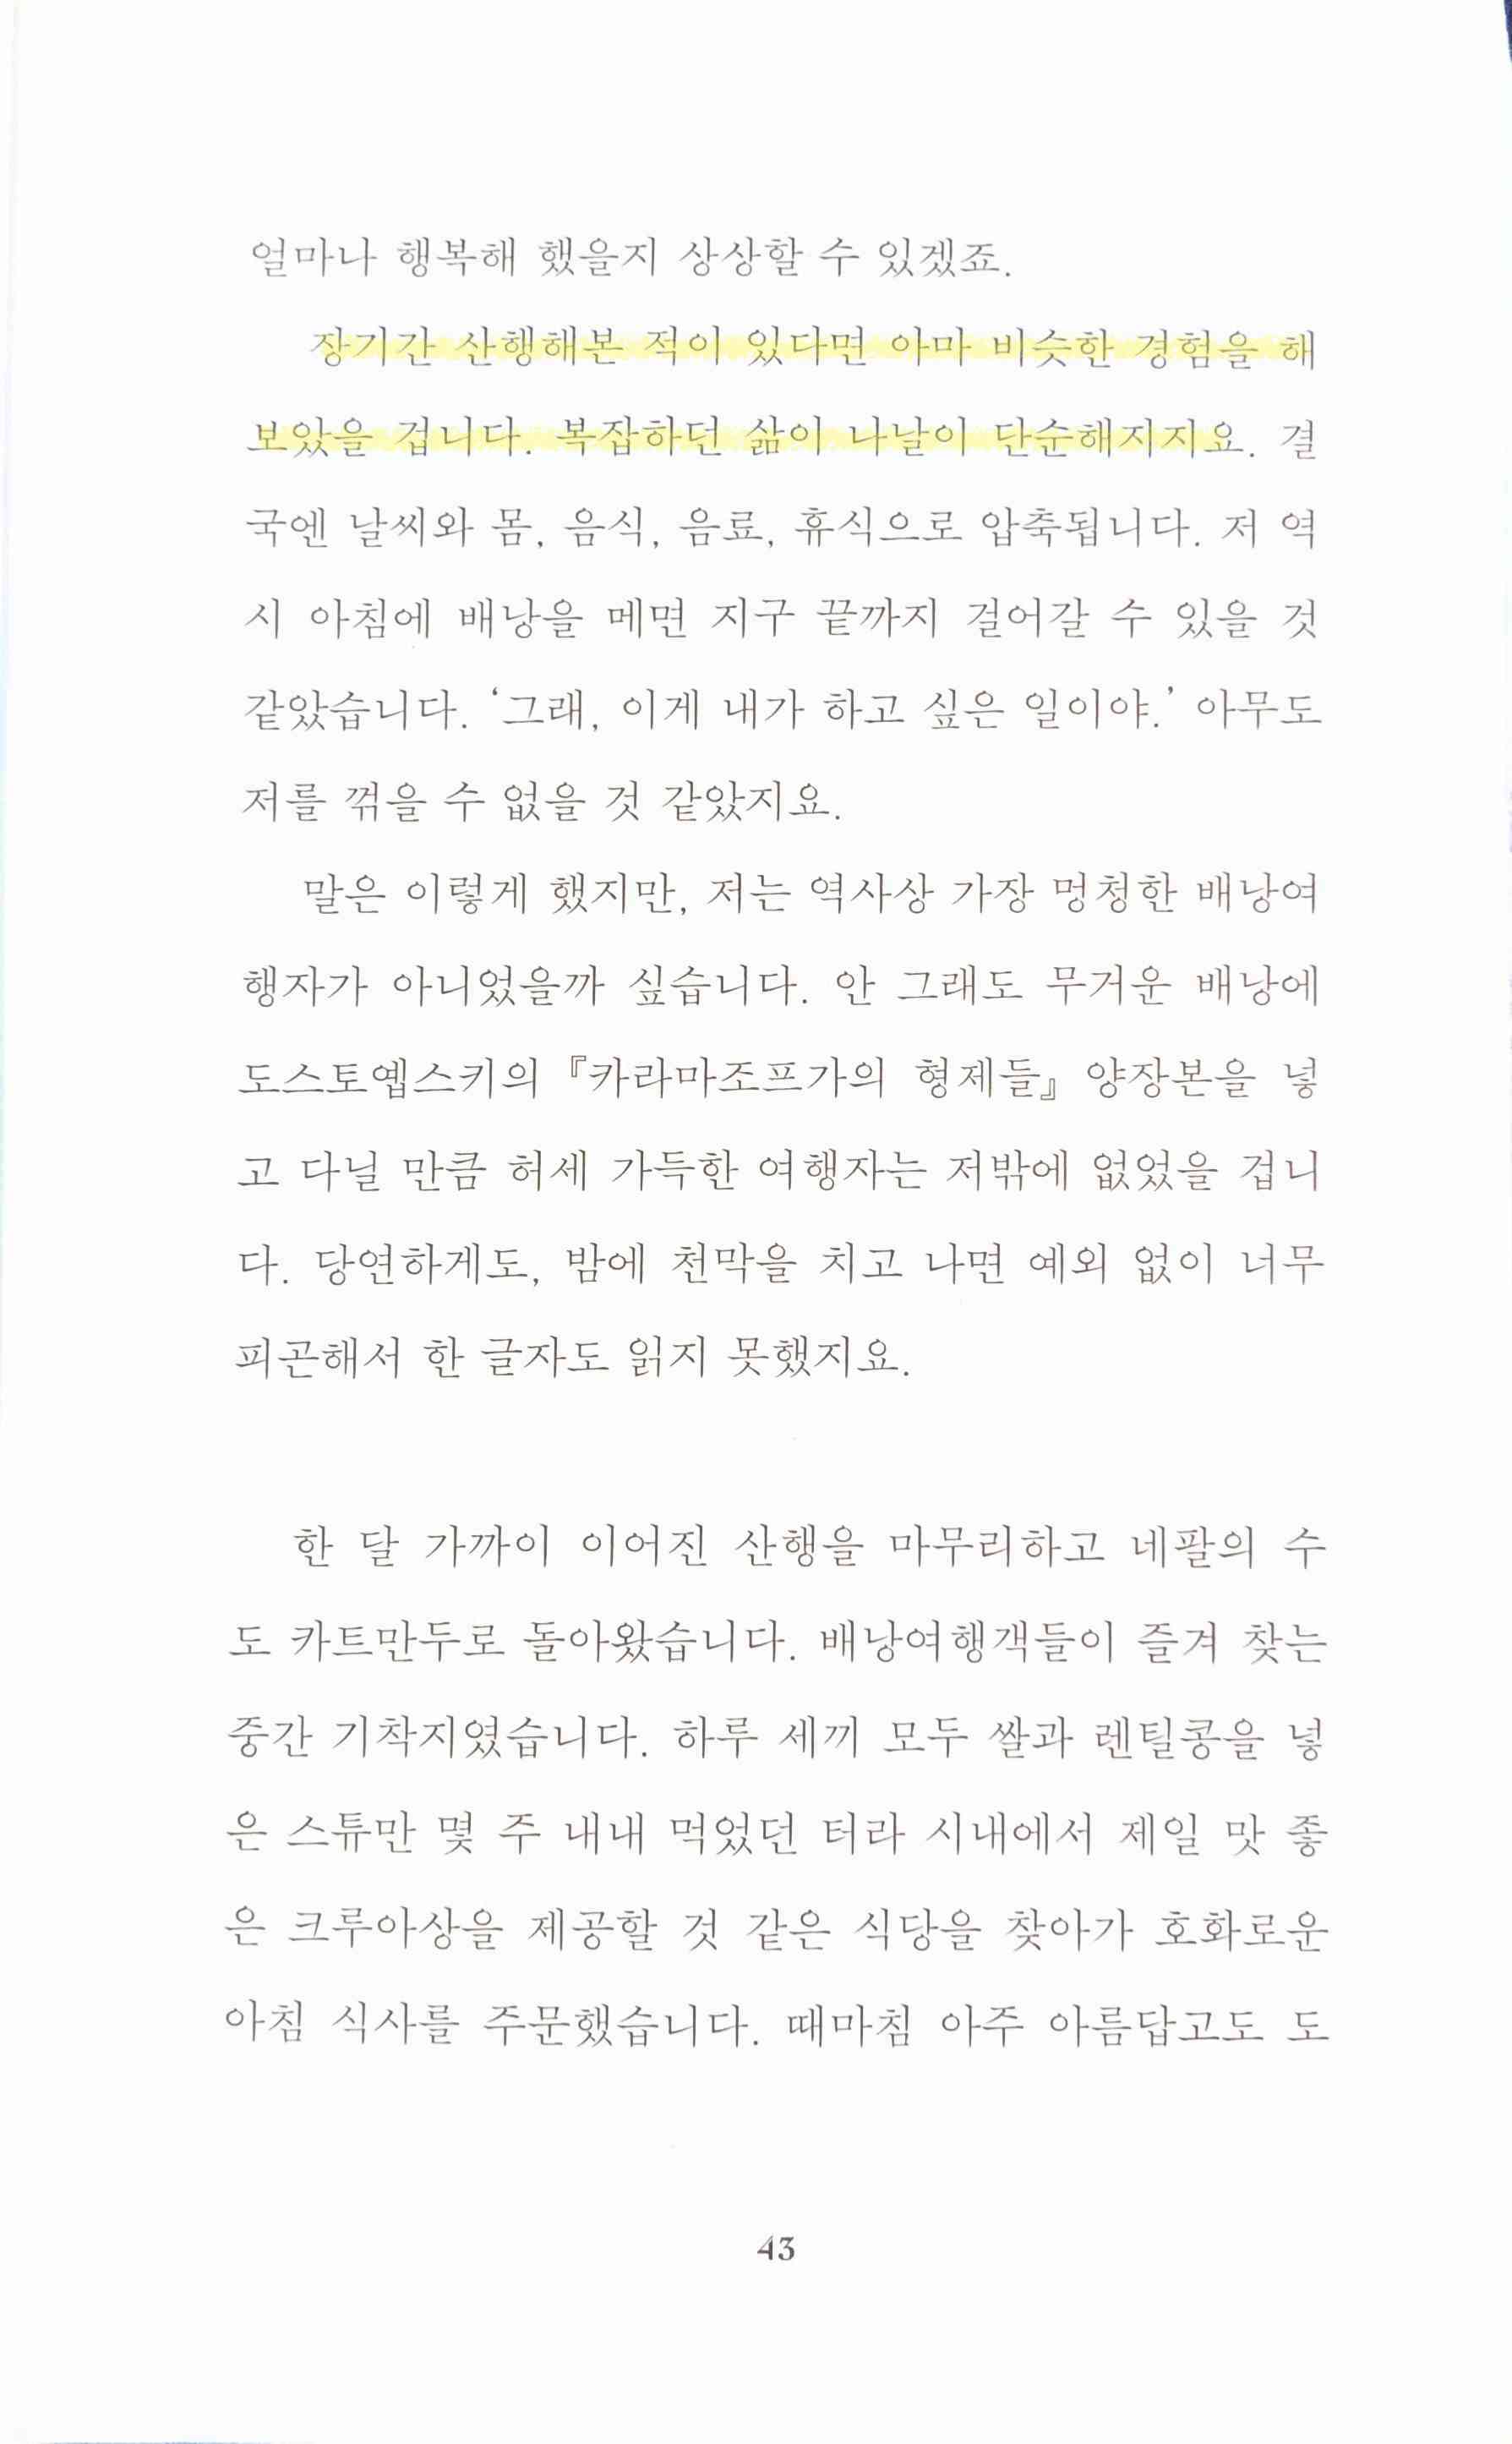 얼마나 행복해 했을지 상상할 수 있겠죠.
장기간 산행해본 적이 있다면 아마 비슷한 경험을 해
보았을 겁니다. 복잡하던 삶이 나날이 단순해지지요. 결
국엔 날씨와 몸, 음식, 음료, 휴식으로 압축됩니다. 저 역
시 아침에 배낭을 메면 지구 끝까지 걸어갈 수 있을 것
같았습니다. ‘그래, 이게 내가 하고 싶은 일이야.’ 아무도
저를 꺾을 수 없을 것 같았지요.
말은 이렇게 했지만, 저는 역사상 가장 멍청한 배낭여
행자가 아니었을까 싶습니다. 안 그래도 무거운 배낭에
도스토옙스키의 『카라마조프가의 형제들』 양장본을 넣
고 다닐 만큼 허세 가득한 여행자는 저밖에 없었을 겁니
다. 당연하게도, 밤에 천막을 치고 나면 예외 없이 너무
피곤해서 한 글자도 읽지 못했지요.
한 달 가까이 이어진 산행을 마무리하고 네팔의 수
도 카트만두로 돌아왔습니다. 배낭여행객들이 즐겨 찾는
중간 기착지였습니다. 하루 세끼 모두 쌀과 렌틸콩을 넣
은 스튜만 몇 주 내내 먹었던 터라 시내에서 제일 맛 좋
은 크루아상을 제공할 것 같은 식당을 찾아가 호화로운
아침 식사를 주문했습니다. 때마침 아주 아름답고도 도
43